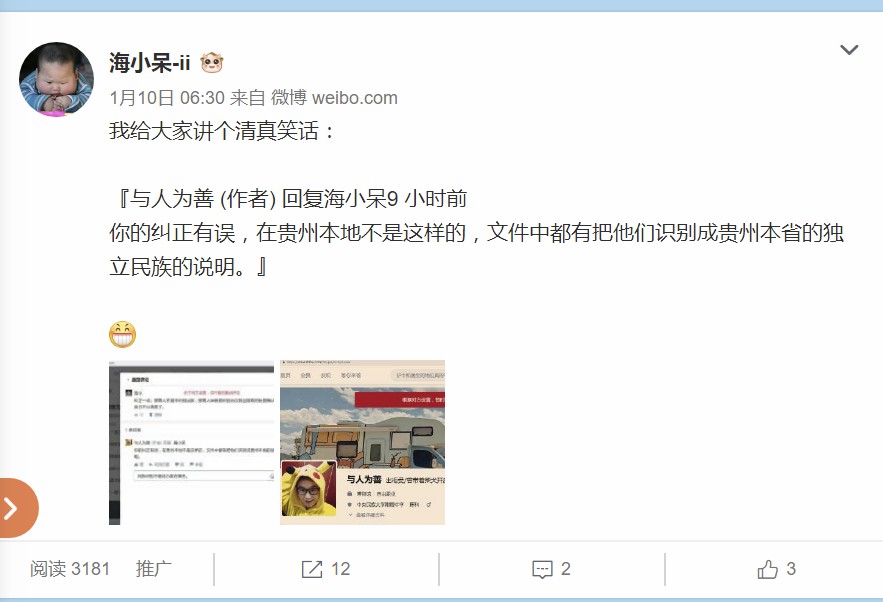 海小呆-ii
1月10日 06:30 来自 微博 weibo.com
我给大家讲个清真笑话：
『与人为善 (作者) 回复海小呆9 小时前
你的纠正有误，在贵州本地不是这样的，文件中都有把他们识别成贵州本省的独
立民族的说明。』
与人为善
阅读 3181 推广 12 2 3